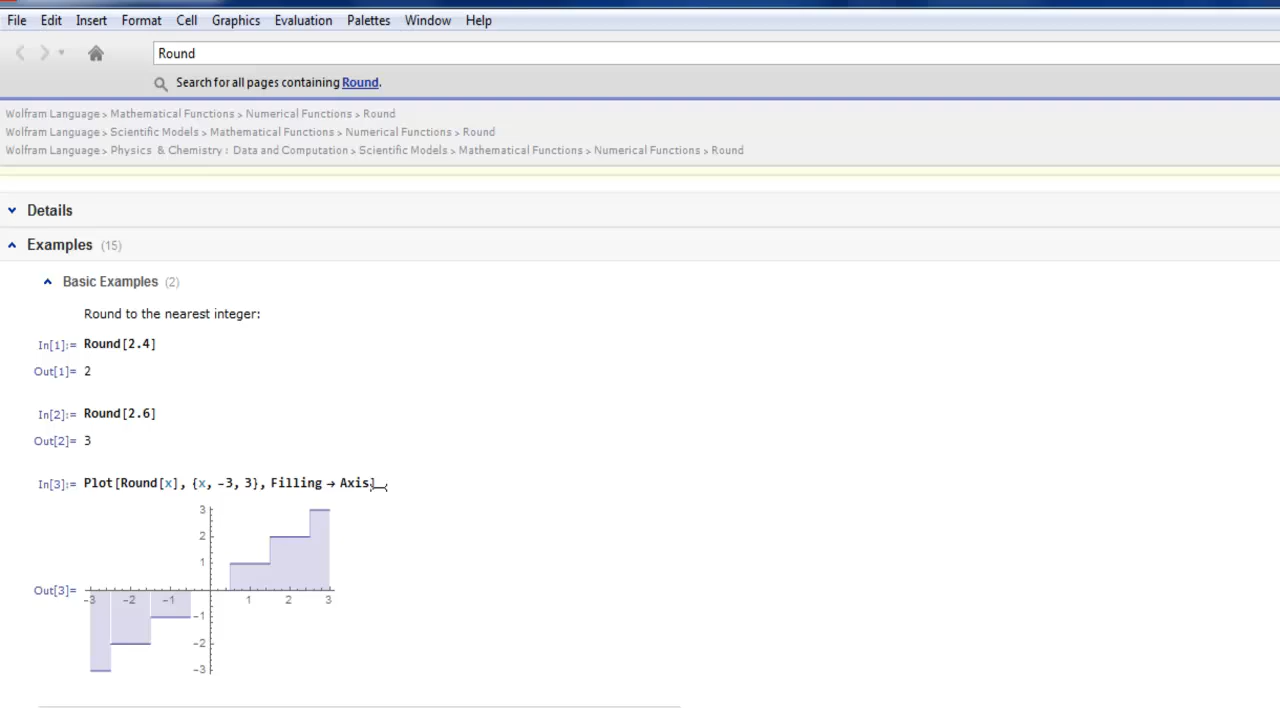 File Edit Insert Format Cell Graphics Evaluation Palettes Window Help
Round
Search for all pages containing Round.
Wolfram Language > Mathematical Functions > Numerical Functions > Round
Wolfram Language > Scientific Models > Mathematical Functions > Numerical Functions > Round
Wolfram Language > Physics & Chemistry: Data and Computation > Scientific Models > Mathematical Functions > Numerical Functions > Round
Details
Examples (15)
Basic Examples (2)
Round to the nearest integer:
In[1]:= Round[2.4]
Out[1]= 2
In[2]:= Round[2.6]
Out[2]= 3
In[3]:= Plot[Round[x], {x, -3, 3}, Filling → Axis]
3
2
1
Out[3]=
-3 -2 -1 1 2 3
-1
-2
-3